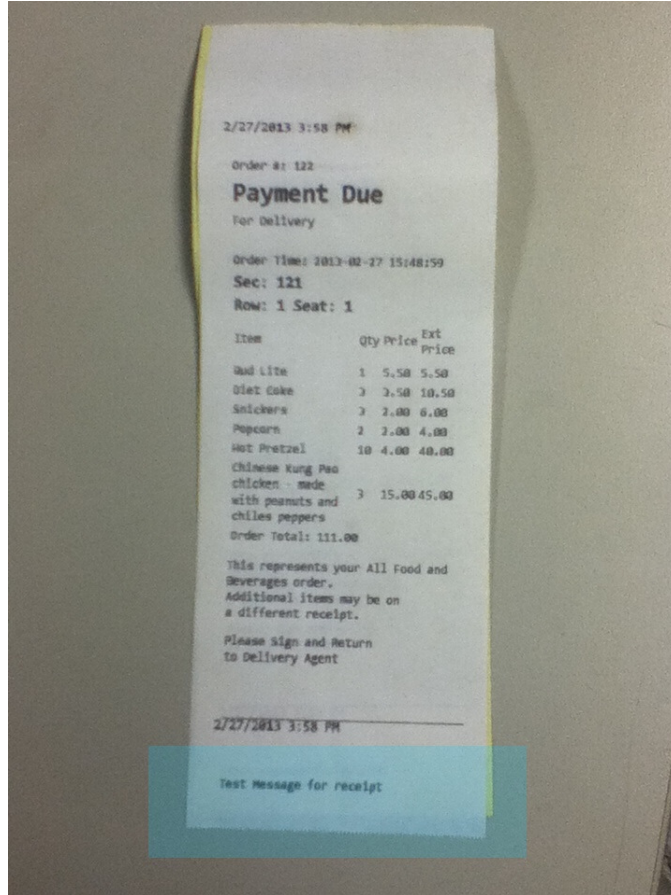 2/27/2013 3:58 PM
Order #: 122
Payment Due
For Delivery
Order Time: 2013-02-27 15:48:59
Sec: 121
Row: 1 Seat: 1
Item Qty Price Ext Price
Bud Lite 1 5.50 5.50
Diet Coke 3 3.50 10.50
Snickers 3 2.00 6.00
Popcorn 2 2.00 4.00
Hot Pretzel 10 4.00 40.00
Chinese Kung Pao
chicken - made
with peanuts and 3 15.00 45.00
chiles peppers
Order Total: 111.00
This represents your All Food and
Beverages order.
Additional items may be on
a different receipt.
Please Sign and Return
to Delivery Agent
2/27/2013 3:58 PM
Test Message for receipt